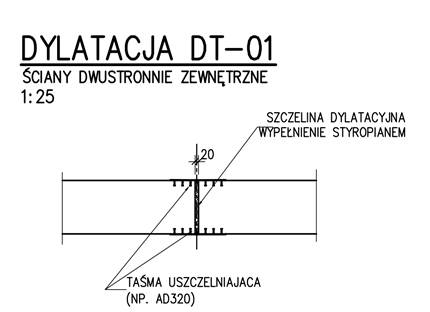 DYLATACJA DT-01
ŚCIANY DWUSTRONNIE ZEWNĘTRZNE
1:25
SZCZELINA DYLATACYJNA
WYPEŁNIENIE STYROPIANEM
20
TAŚMA USZCZELNIAJACA
(NP. AD320)